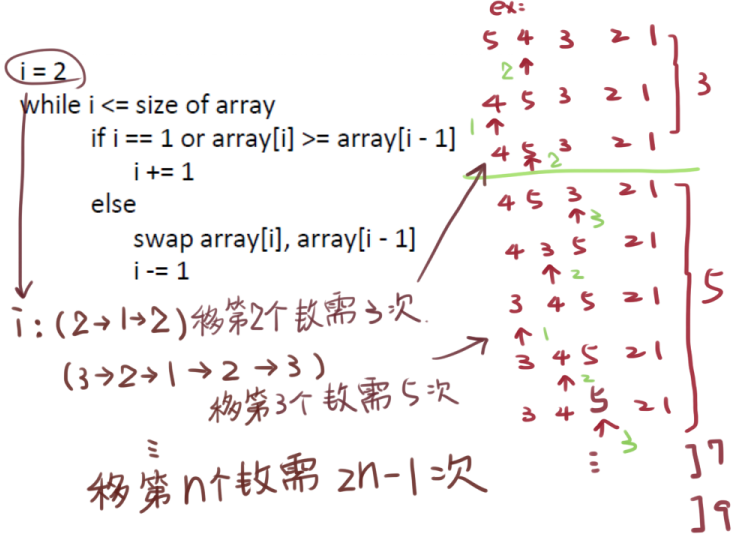 i = 2
while i <= size of array
if i == 1 or array[i] >= array[i - 1]
i += 1
else
swap array[i], array[i - 1]
i -= 1
i : (2→1→2) 移第2个数需3次.
(3→2→1→2→3)
移第3个数需5次
⋮
移第n个数需 2n-1次
ex:
5 4 3 2 1
2↑
4 5 3 2 1
1↑
4 5 3 2 1
↑2
] 3
4 5 3 2 1
↑3
4 3 5 2 1
↑2
3 4 5 2 1
↑1
3 4 5 2 1
↑2
3 4 5 2 1
↑3
] 5
⋮
] 7
] 9